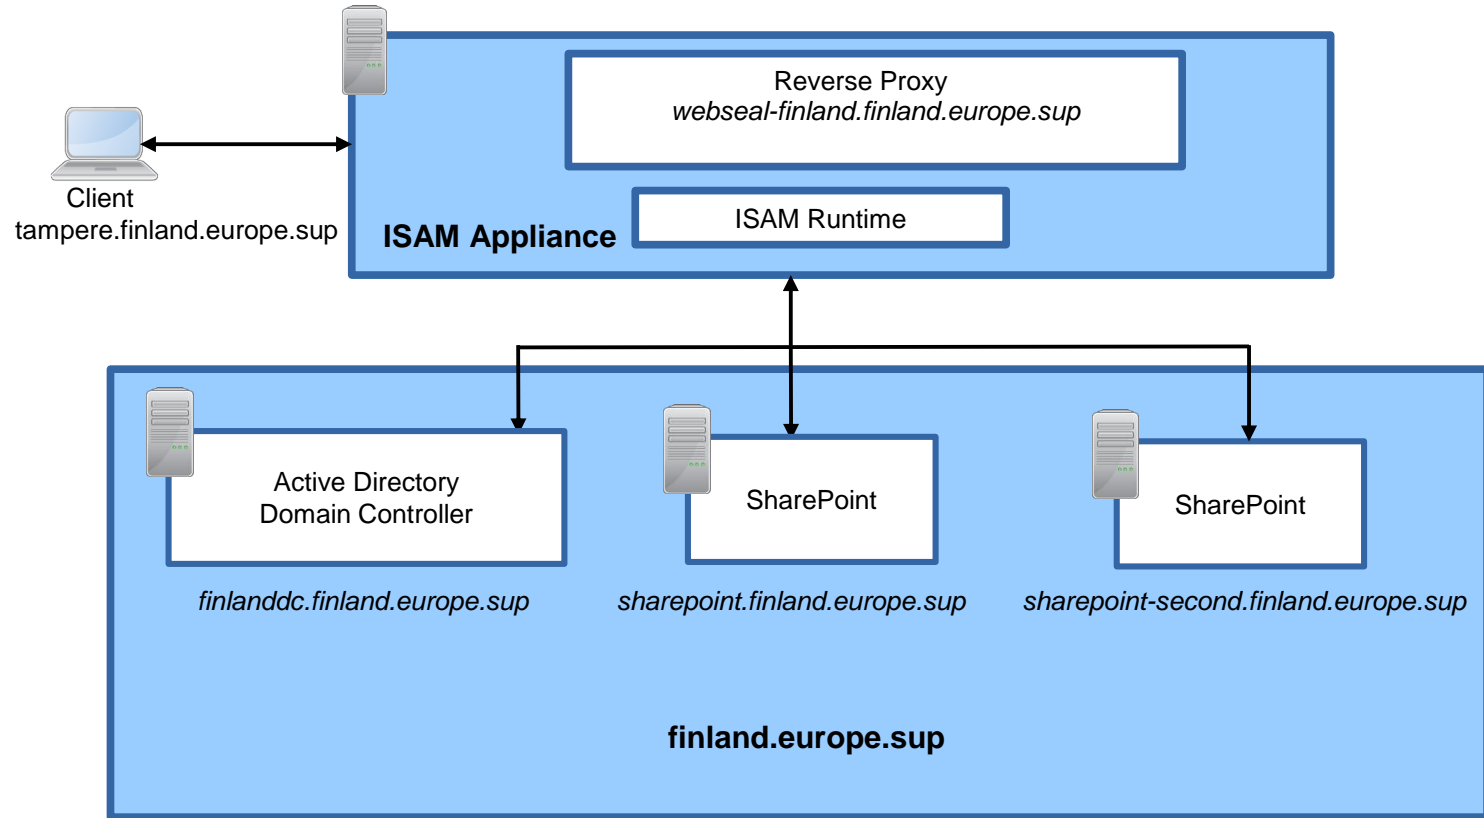 Reverse Proxy
webseal-finland.finland.europe.sup
Client
tampere.finland.europe.sup
ISAM Runtime
ISAM Appliance
Active Directory
Domain Controller
SharePoint
SharePoint
finlanddc.finland.europe.sup
sharepoint.finland.europe.sup
sharepoint-second.finland.europe.sup
finland.europe.sup